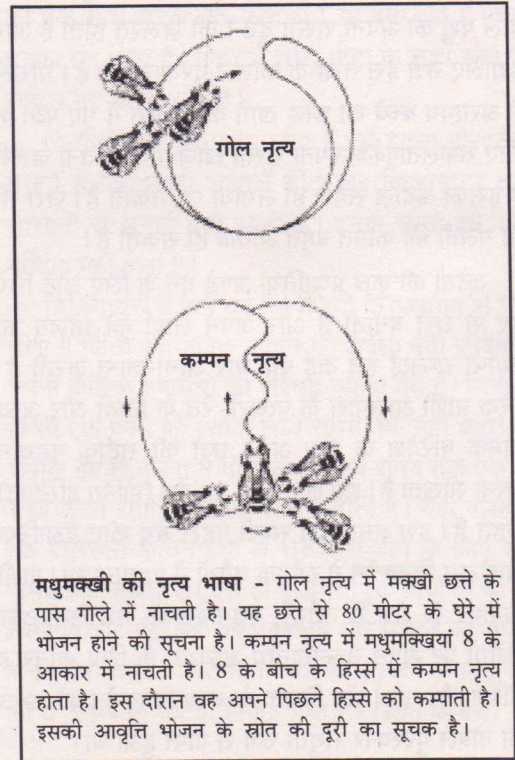 गोल नृत्य
कम्पन नृत्य
मधुमक्खी की नृत्य भाषा - गोल नृत्य में मक्खी छत्ते के
पास गोले में नाचती है। यह छत्ते से 80 मीटर के घेरे में
भोजन होने की सूचना है। कम्पन नृत्य में मधुमक्खियां 8 के
आकार में नाचती है। 8 के बीच के हिस्से में कम्पन नृत्य
होता है। इस दौरान वह अपने पिछले हिस्से को कम्पाती है।
इसकी आवृत्ति भोजन के स्रोत की दूरी का सूचक है।